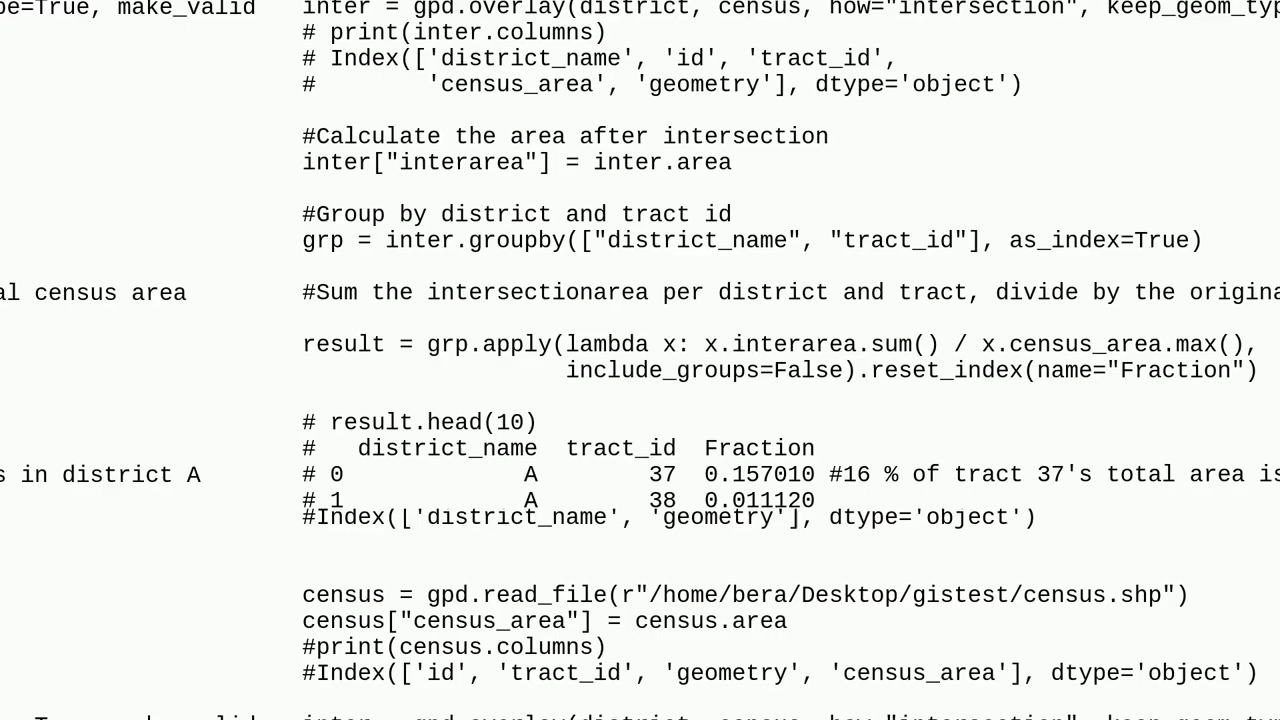 pe=True, make_valid inter = gpd.overlay(district, census, how="intersection", keep_geom_typ
# print(inter.columns)
# Index(['district_name', 'id', 'tract_id',
#        'census_area', 'geometry'], dtype='object')
#Calculate the area after intersection
inter["interarea"] = inter.area
#Group by district and tract id
grp = inter.groupby(["district_name", "tract_id"], as_index=True)
al census area #Sum the intersectionarea per district and tract, divide by the origina
result = grp.apply(lambda x: x.interarea.sum() / x.census_area.max(),
                   include_groups=False).reset_index(name="Fraction")
# result.head(10)
#   district_name  tract_id  Fraction
s in district A # 0             A        37  0.157010 #16 % of tract 37's total area is
# 1             A        38  0.011120
#Index(['district_name', 'geometry'], dtype='object')
census = gpd.read_file(r"/home/bera/Desktop/gistest/census.shp")
census["census_area"] = census.area
#print(census.columns)
#Index(['id', 'tract_id', 'geometry', 'census_area'], dtype='object')